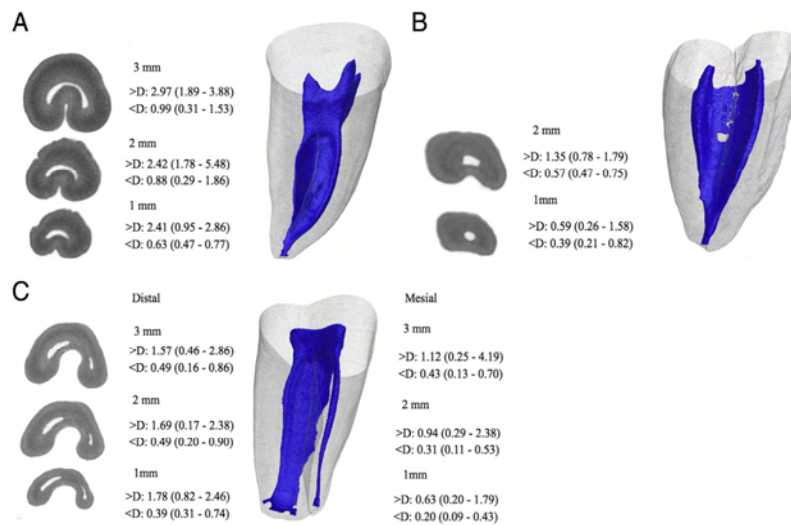 A
3 mm
>D: 2.97 (1.89 - 3.88)
<D: 0.99 (0.31 - 1.53)
2 mm
>D: 2.42 (1.78 - 5.48)
<D: 0.88 (0.29 - 1.86)
1 mm
>D: 2.41 (0.95 - 2.86)
<D: 0.63 (0.47 - 0.77)
B
2 mm
>D: 1.35 (0.78 - 1.79)
<D: 0.57 (0.47 - 0.75)
1mm
>D: 0.59 (0.26 - 1.58)
<D: 0.39 (0.21 - 0.82)
C
Distal
3 mm
>D: 1.57 (0.46 - 2.86)
<D: 0.49 (0.16 - 0.86)
2 mm
>D: 1.69 (0.17 - 2.38)
<D: 0.49 (0.20 - 0.90)
1mm
>D: 1.78 (0.82 - 2.46)
<D: 0.39 (0.31 - 0.74)
Mesial
3 mm
>D: 1.12 (0.25 - 4.19)
<D: 0.43 (0.13 - 0.70)
2 mm
>D: 0.94 (0.29 - 2.38)
<D: 0.31 (0.11 - 0.53)
1mm
>D: 0.63 (0.20 - 1.79)
<D: 0.20 (0.09 - 0.43)